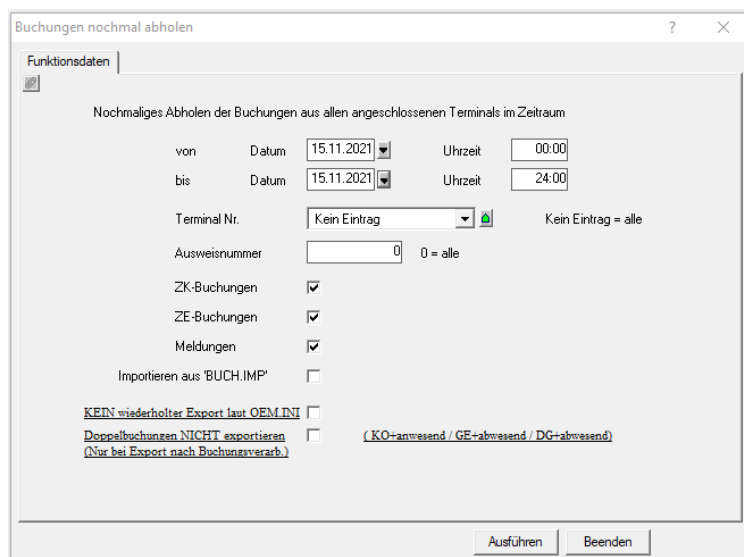 Buchungen nochmal abholen
Funktionsdaten
Nochmaliges Abholen der Buchungen aus allen angeschlossenen Terminals im Zeitraum
von Datum 15.11.2021 Uhrzeit 00:00
bis Datum 15.11.2021 Uhrzeit 24:00
Terminal Nr. Kein Eintrag Kein Eintrag = alle
Ausweisnummer 0 0 = alle
ZK-Buchungen
ZE-Buchungen
Meldungen
Importieren aus 'BUCH.IMP'
KEIN wiederholter Export laut OEM.INI
Doppelbuchungen NICHT exportieren ( KO+anwesend / GE+abwesend / DG+abwesend)
(Nur bei Export nach Buchungsverarb.)
Ausführen Beenden